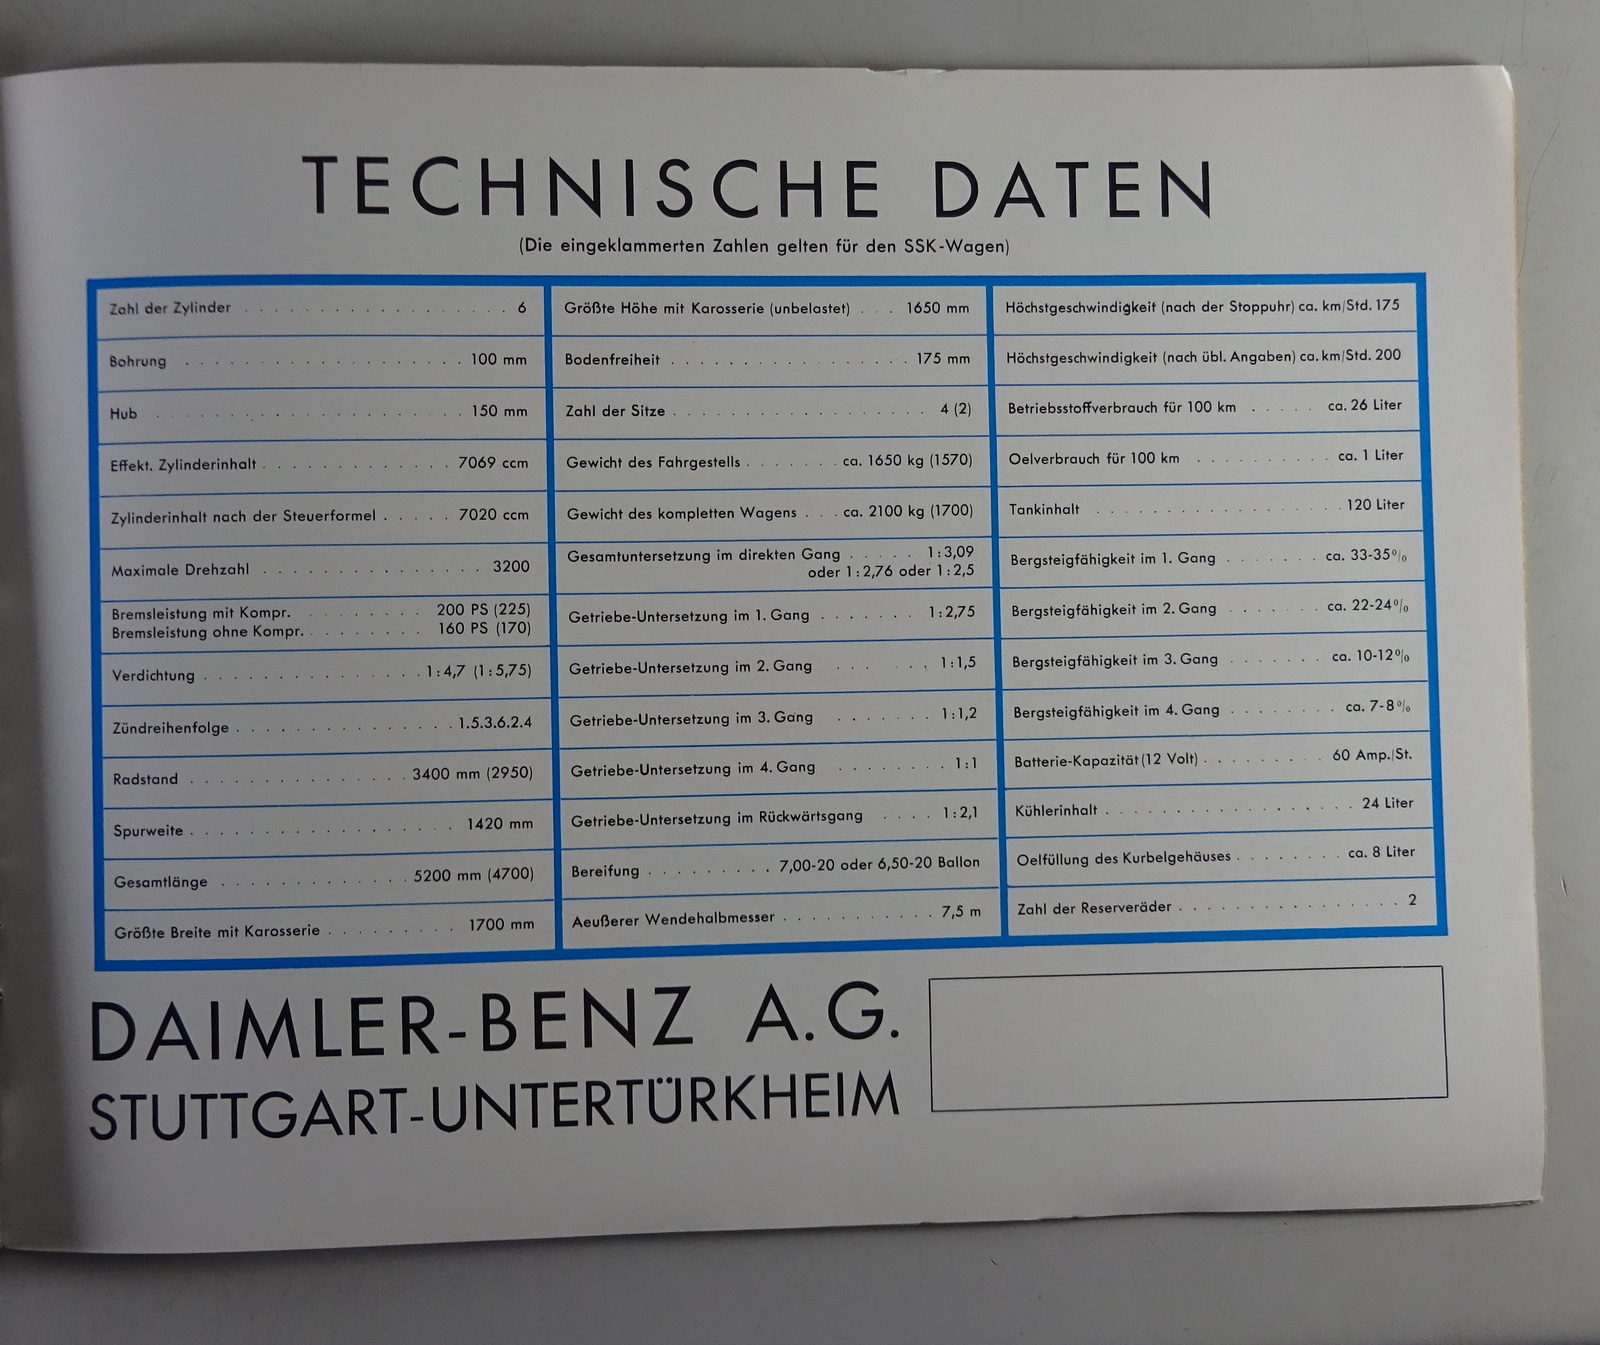 TECHNISCHE DATEN
(Die eingeklammerten Zahlen gelten für den SSK-Wagen)
Zahl der Zylinder . . . . . . . . . . . . . . . . . 6
Bohrung . . . . . . . . . . . . . . . . . 100 mm
Hub . . . . . . . . . . . . . . . . . 150 mm
Effekt. Zylinderinhalt . . . . . . . . . . . . 7069 ccm
Zylinderinhalt nach der Steuerformel . . . . . 7020 ccm
Maximale Drehzahl . . . . . . . . . . . . . . 3200
Bremsleistung mit Kompr. . . . . . . . . 200 PS (225)
Bremsleistung ohne Kompr. . . . . . . . . 160 PS (170)
Verdichtung . . . . . . . . . . . . . . . 1:4,7 (1:5,75)
Zündreihenfolge . . . . . . . . . . . . . . 1.5.3.6.2.4
Radstand . . . . . . . . . . . . . . . 3400 mm (2950)
Spurweite . . . . . . . . . . . . . . . . . . 1420 mm
Gesamtlänge . . . . . . . . . . . . . 5200 mm (4700)
Größte Breite mit Karosserie . . . . . . . . . 1700 mm
Größte Höhe mit Karosserie (unbelastet) . . . 1650 mm
Bodenfreiheit . . . . . . . . . . . . . . . . 175 mm
Zahl der Sitze . . . . . . . . . . . . . . . . . 4 (2)
Gewicht des Fahrgestells . . . . . . . ca. 1650 kg (1570)
Gewicht des kompletten Wagens . . . ca. 2100 kg (1700)
Gesamtuntersetzung im direkten Gang . . . . . 1:3,09
oder 1:2,76 oder 1:2,5
Getriebe-Untersetzung im 1. Gang . . . . . . . 1:2,75
Getriebe-Untersetzung im 2. Gang . . . . . . 1:1,5
Getriebe-Untersetzung im 3. Gang . . . . . . . 1:1,2
Getriebe-Untersetzung im 4. Gang . . . . . . . . 1:1
Getriebe-Untersetzung im Rückwärtsgang . . . . 1:2,1
Bereifung . . . . . . . . . 7,00-20 oder 6,50-20 Ballon
Aeußerer Wendehalbmesser . . . . . . . . . . . 7,5 m
Höchstgeschwindigkeit (nach der Stoppuhr) ca. km/Std. 175
Höchstgeschwindigkeit (nach übl. Angaben) ca. km/Std. 200
Betriebsstoffverbrauch für 100 km . . . . . ca. 26 Liter
Oelverbrauch für 100 km . . . . . . . . . . ca. 1 Liter
Tankinhalt . . . . . . . . . . . . . . . . . 120 Liter
Bergsteigfähigkeit im 1. Gang . . . . . . . ca. 33-35%
Bergsteigfähigkeit im 2. Gang . . . . . . . ca. 22-24%
Bergsteigfähigkeit im 3. Gang . . . . . . . ca. 10-12%
Bergsteigfähigkeit im 4. Gang . . . . . . . . ca. 7-8%
Batterie-Kapazität (12 Volt) . . . . . . . . 60 Amp./St.
Kühlerinhalt . . . . . . . . . . . . . . . . . 24 Liter
Oelfüllung des Kurbelgehäuses . . . . . . . . ca. 8 Liter
Zahl der Reserveräder . . . . . . . . . . . . . . . . 2
DAIMLER-BENZ A.G.
STUTTGART-UNTERTÜRKHEIM